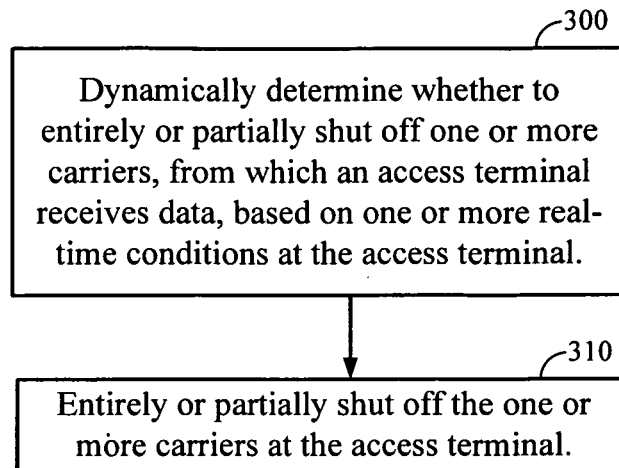 300
Dynamically determine whether to
entirely or partially shut off one or more
carriers, from which an access terminal
receives data, based on one or more real-
time conditions at the access terminal.
310
Entirely or partially shut off the one or
more carriers at the access terminal.